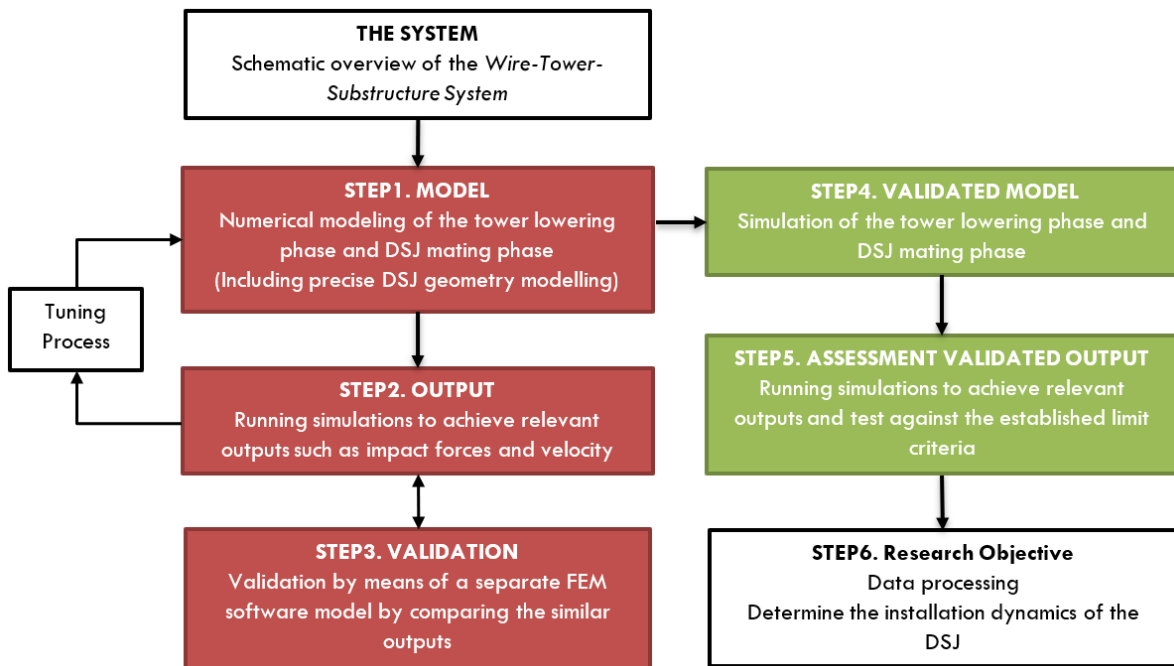 THE SYSTEM
Schematic overview of the Wire-Tower-
Substructure System
STEP1. MODEL
Numerical modeling of the tower lowering
phase and DSJ mating phase
(Including precise DSJ geometry modelling)
Tuning
Process
STEP2. OUTPUT
Running simulations to achieve relevant
outputs such as impact forces and velocity
STEP3. VALIDATION
Validation by means of a separate FEM
software model by comparing the similar
outputs
STEP4. VALIDATED MODEL
Simulation of the tower lowering phase and
DSJ mating phase
STEP5. ASSESSMENT VALIDATED OUTPUT
Running simulations to achieve relevant
outputs and test against the established limit
criteria
STEP6. Research Objective
Data processing
Determine the installation dynamics of the
DSJ